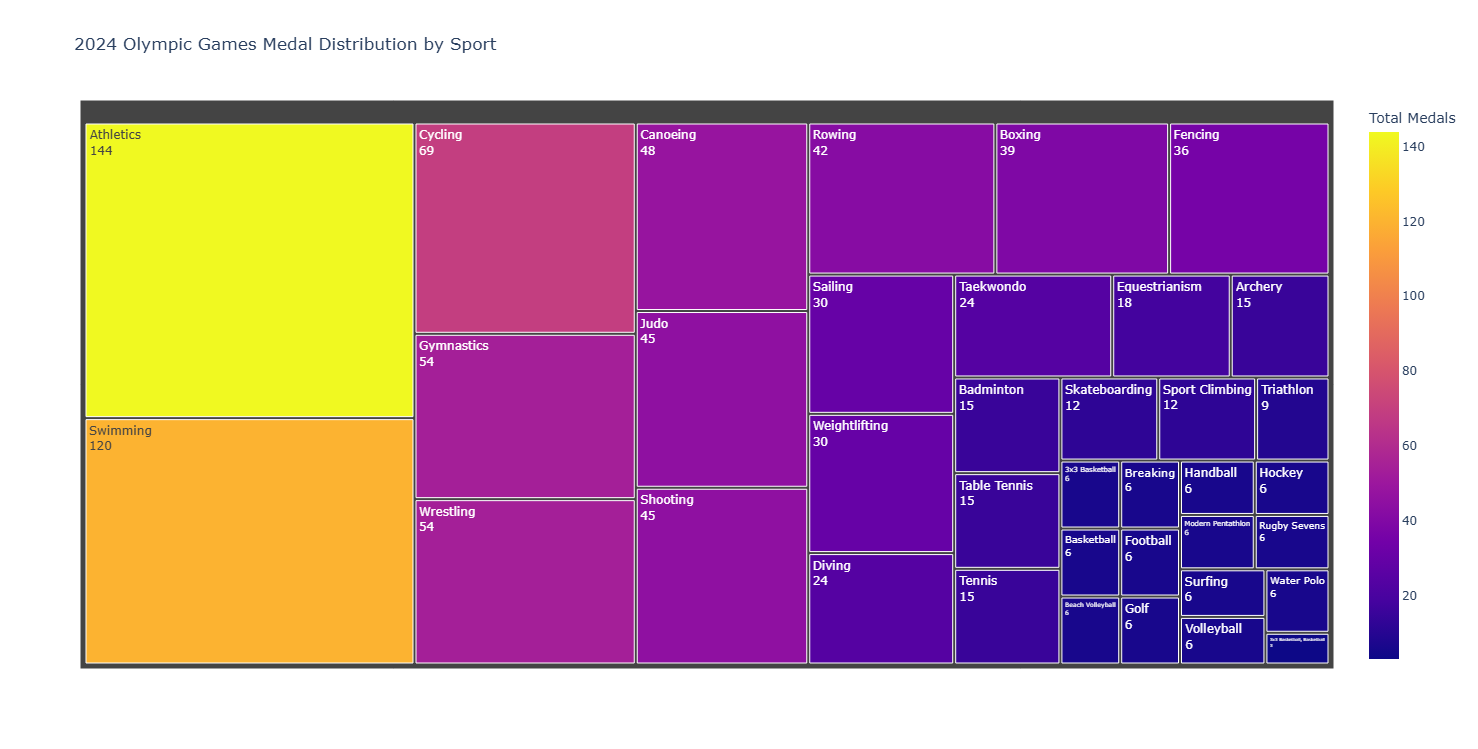 2024 Olympic Games Medal Distribution by Sport
Athletics
144
Swimming
120
Cycling
69
Gymnastics
54
Wrestling
54
Canoeing
48
Judo
45
Shooting
45
Rowing
42
Boxing
39
Fencing
36
Sailing
30
Weightlifting
30
Diving
24
Taekwondo
24
Equestrianism
18
Archery
15
Badminton
15
Table Tennis
15
Tennis
15
Skateboarding
12
Sport Climbing
12
Triathlon
9
3x3 Basketball
6
Basketball
6
Beach Volleyball
6
Breaking
6
Football
6
Golf
6
Handball
6
Hockey
6
Modern Pentathlon
6
Rugby Sevens
6
Surfing
6
Volleyball
6
Water Polo
6
3x3 Basketball, Basketball
Total Medals
140
120
100
80
60
40
20